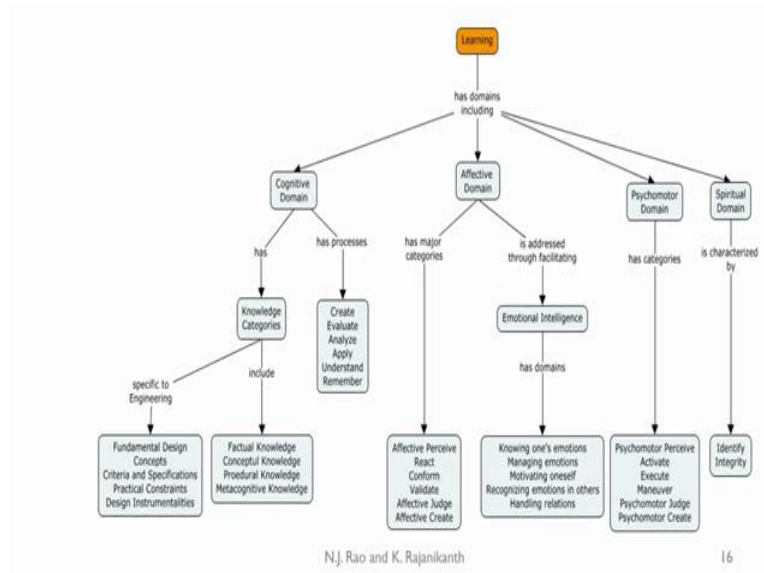 Learning
has domains
including
Cognitive
Domain
Affective
Domain
Psychomotor
Domain
Spiritual
Domain
has
has processes
has major
categories
is addressed
through facilitating
has categories
is characterized
by
Knowledge
Categories
Create
Evaluate
Analyze
Apply
Understand
Remember
Emotional Intelligence
specific to
Engineering
include
has domains
Fundamental Design
Concepts
Criteria and Specifications
Practical Constraints
Design Instrumentalities
Factual Knowledge
Conceptul Knowledge
Proedural Knowledge
Metacognitive Knowledge
Affective Perceive
React
Conform
Validate
Affective Judge
Affective Create
Knowing one's emotions
Managing emotions
Motivating oneself
Recognizing emotions in others
Handling relations
Psychomotor Perceive
Activate
Execute
Maneuver
Psychomotor Judge
Psychomotor Create
Identify
Integrity
N.J. Rao and K. Rajanikanth
16